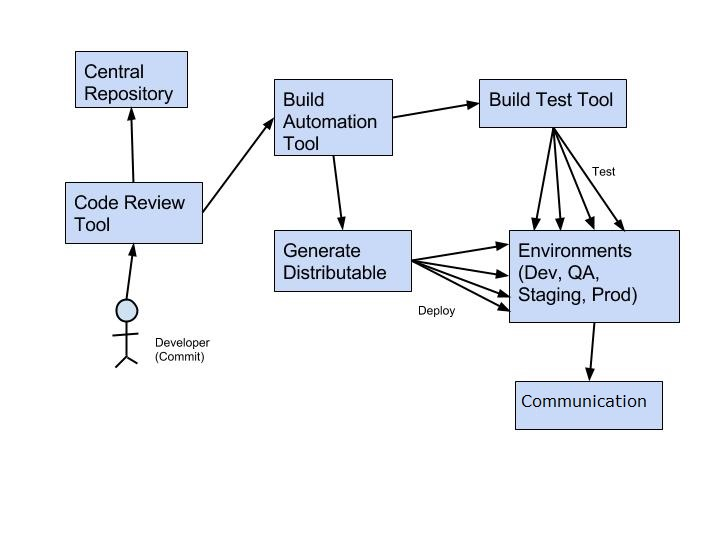 Central
Repository
Build
Automation
Tool
Build Test Tool
Test
Code Review
Tool
Generate
Distributable
Environments
(Dev, QA,
Staging, Prod)
Deploy
Developer
(Commit)
Communication